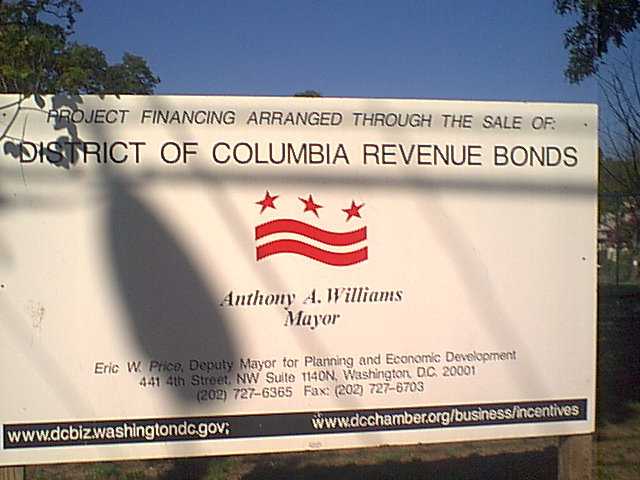 PROJECT FINANCING ARRANGED THROUGH THE SALE OF:
DISTRICT OF COLUMBIA REVENUE BONDS
Anthony A. Williams
Mayor
Eric W. Price, Deputy Mayor for Planning and Economic Development
441 4th Street, NW Suite 1140N, Washington, D.C. 20001
(202) 727-6365 Fax: (202) 727-6703
www.dcbiz.washingtondc.gov; www.dcchamber.org/business/incentives